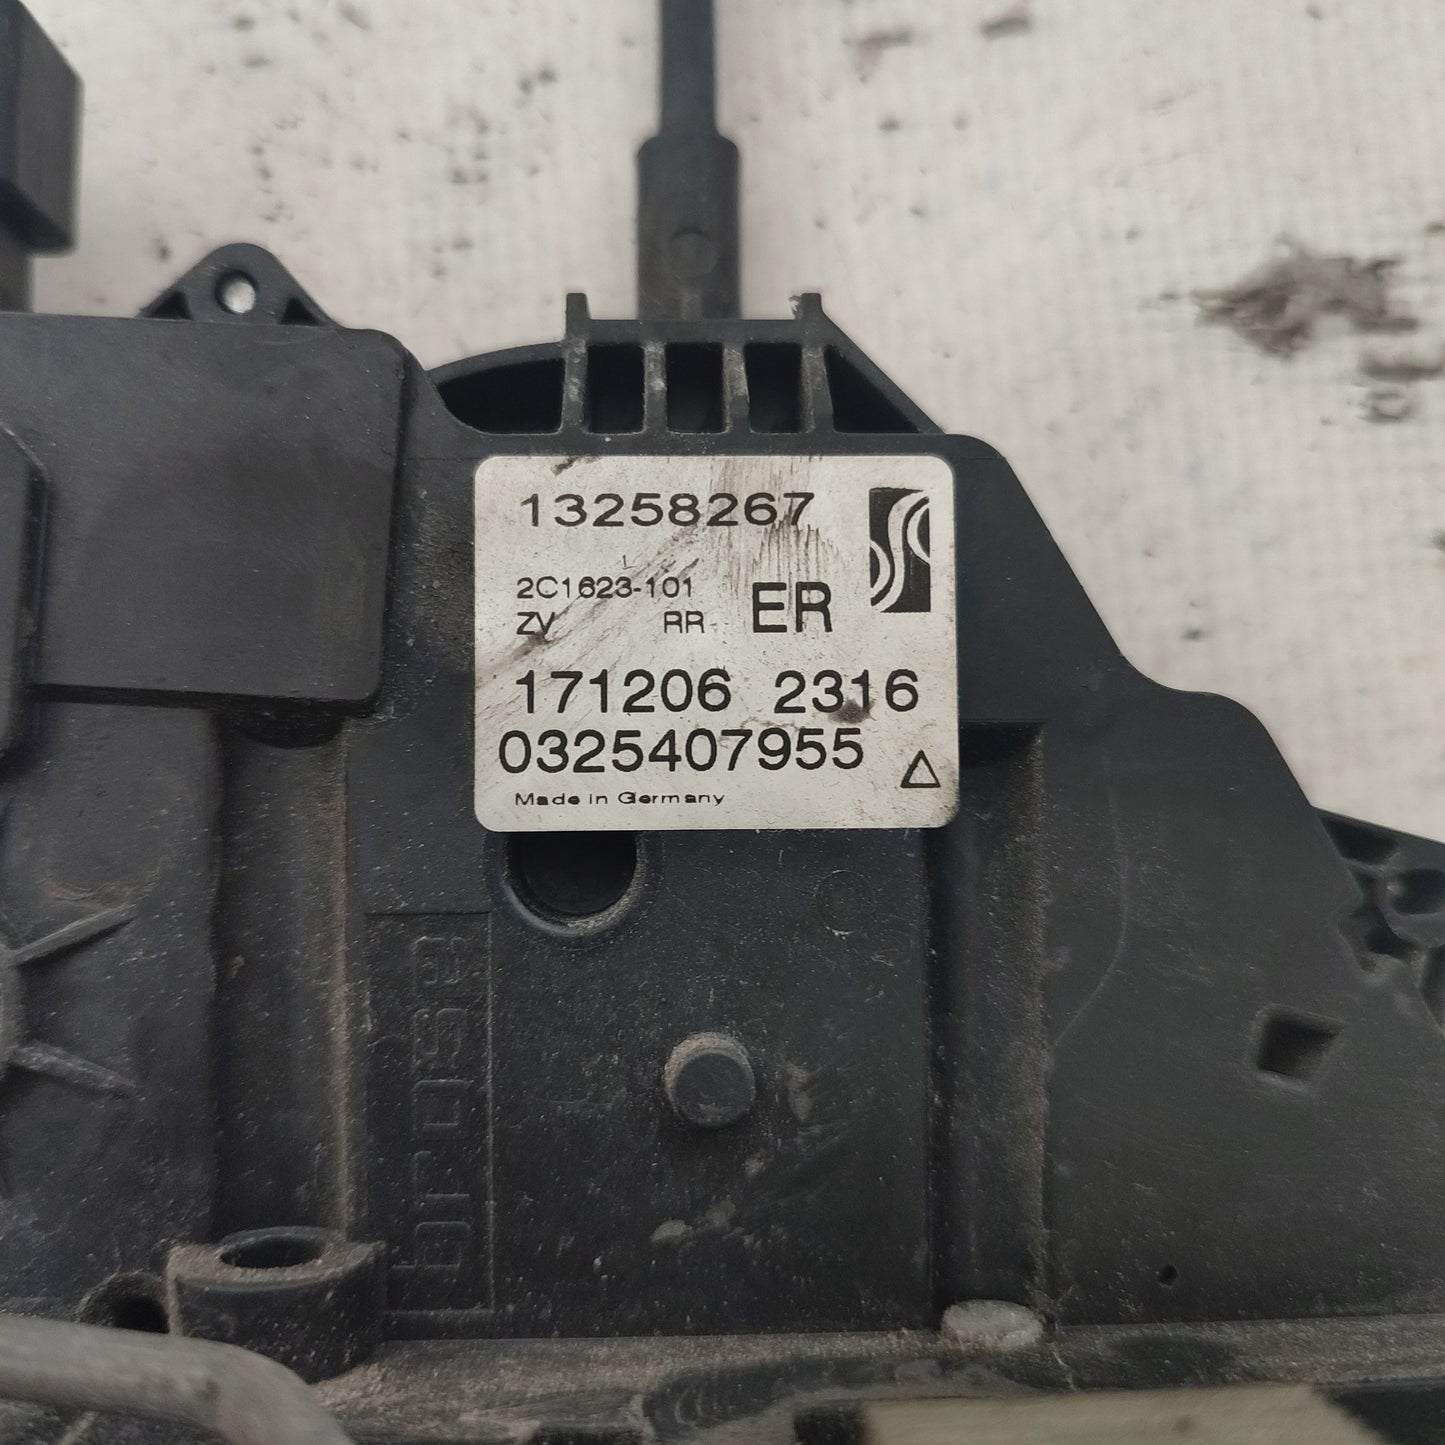 13258267
2C1623-101
ZV RR ER
171206 2316
0325407955
Made in Germany
brose